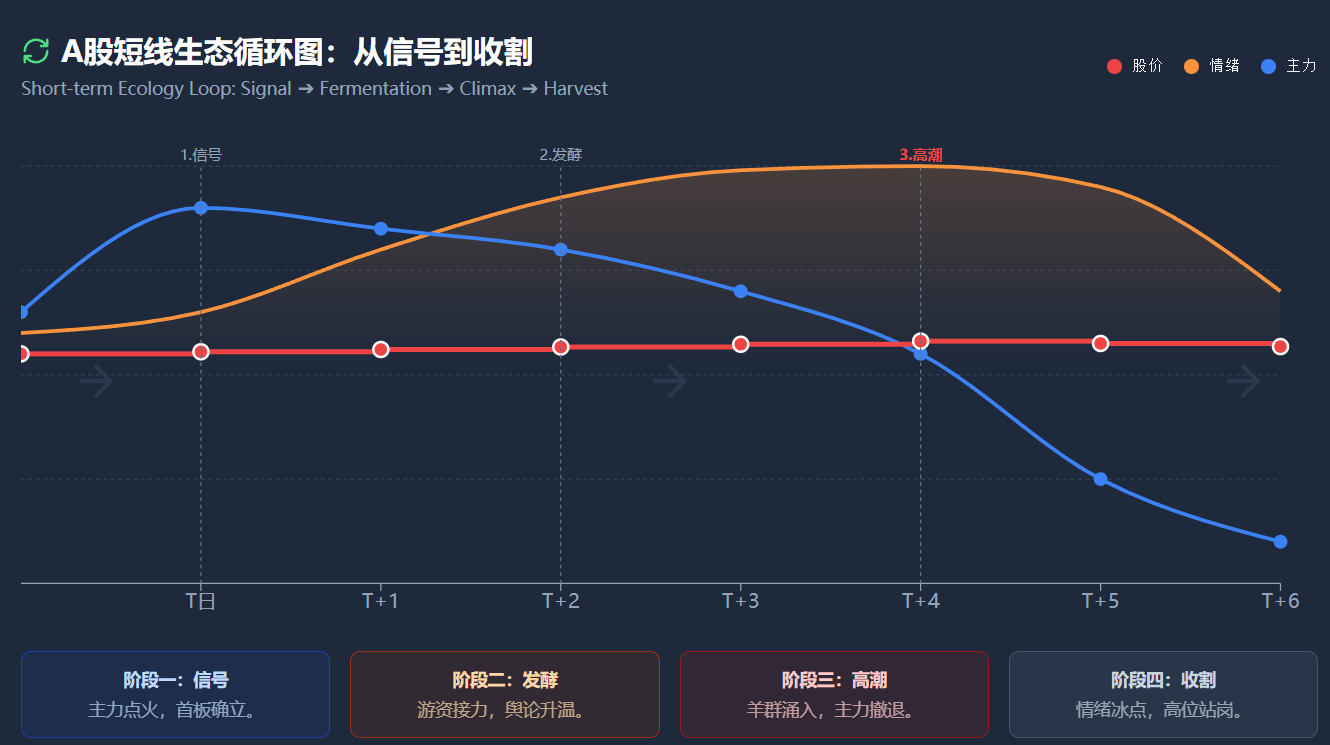 A股短线生态循环图：从信号到收割
Short-term Ecology Loop: Signal ➔ Fermentation ➔ Climax ➔ Harvest
股价 情绪 主力
1.信号 2.发酵 3.高潮
T日 T+1 T+2 T+3 T+4 T+5 T+6
阶段一：信号
主力点火，首板确立。
阶段二：发酵
游资接力，舆论升温。
阶段三：高潮
羊群涌入，主力撤退。
阶段四：收割
情绪冰点，高位站岗。